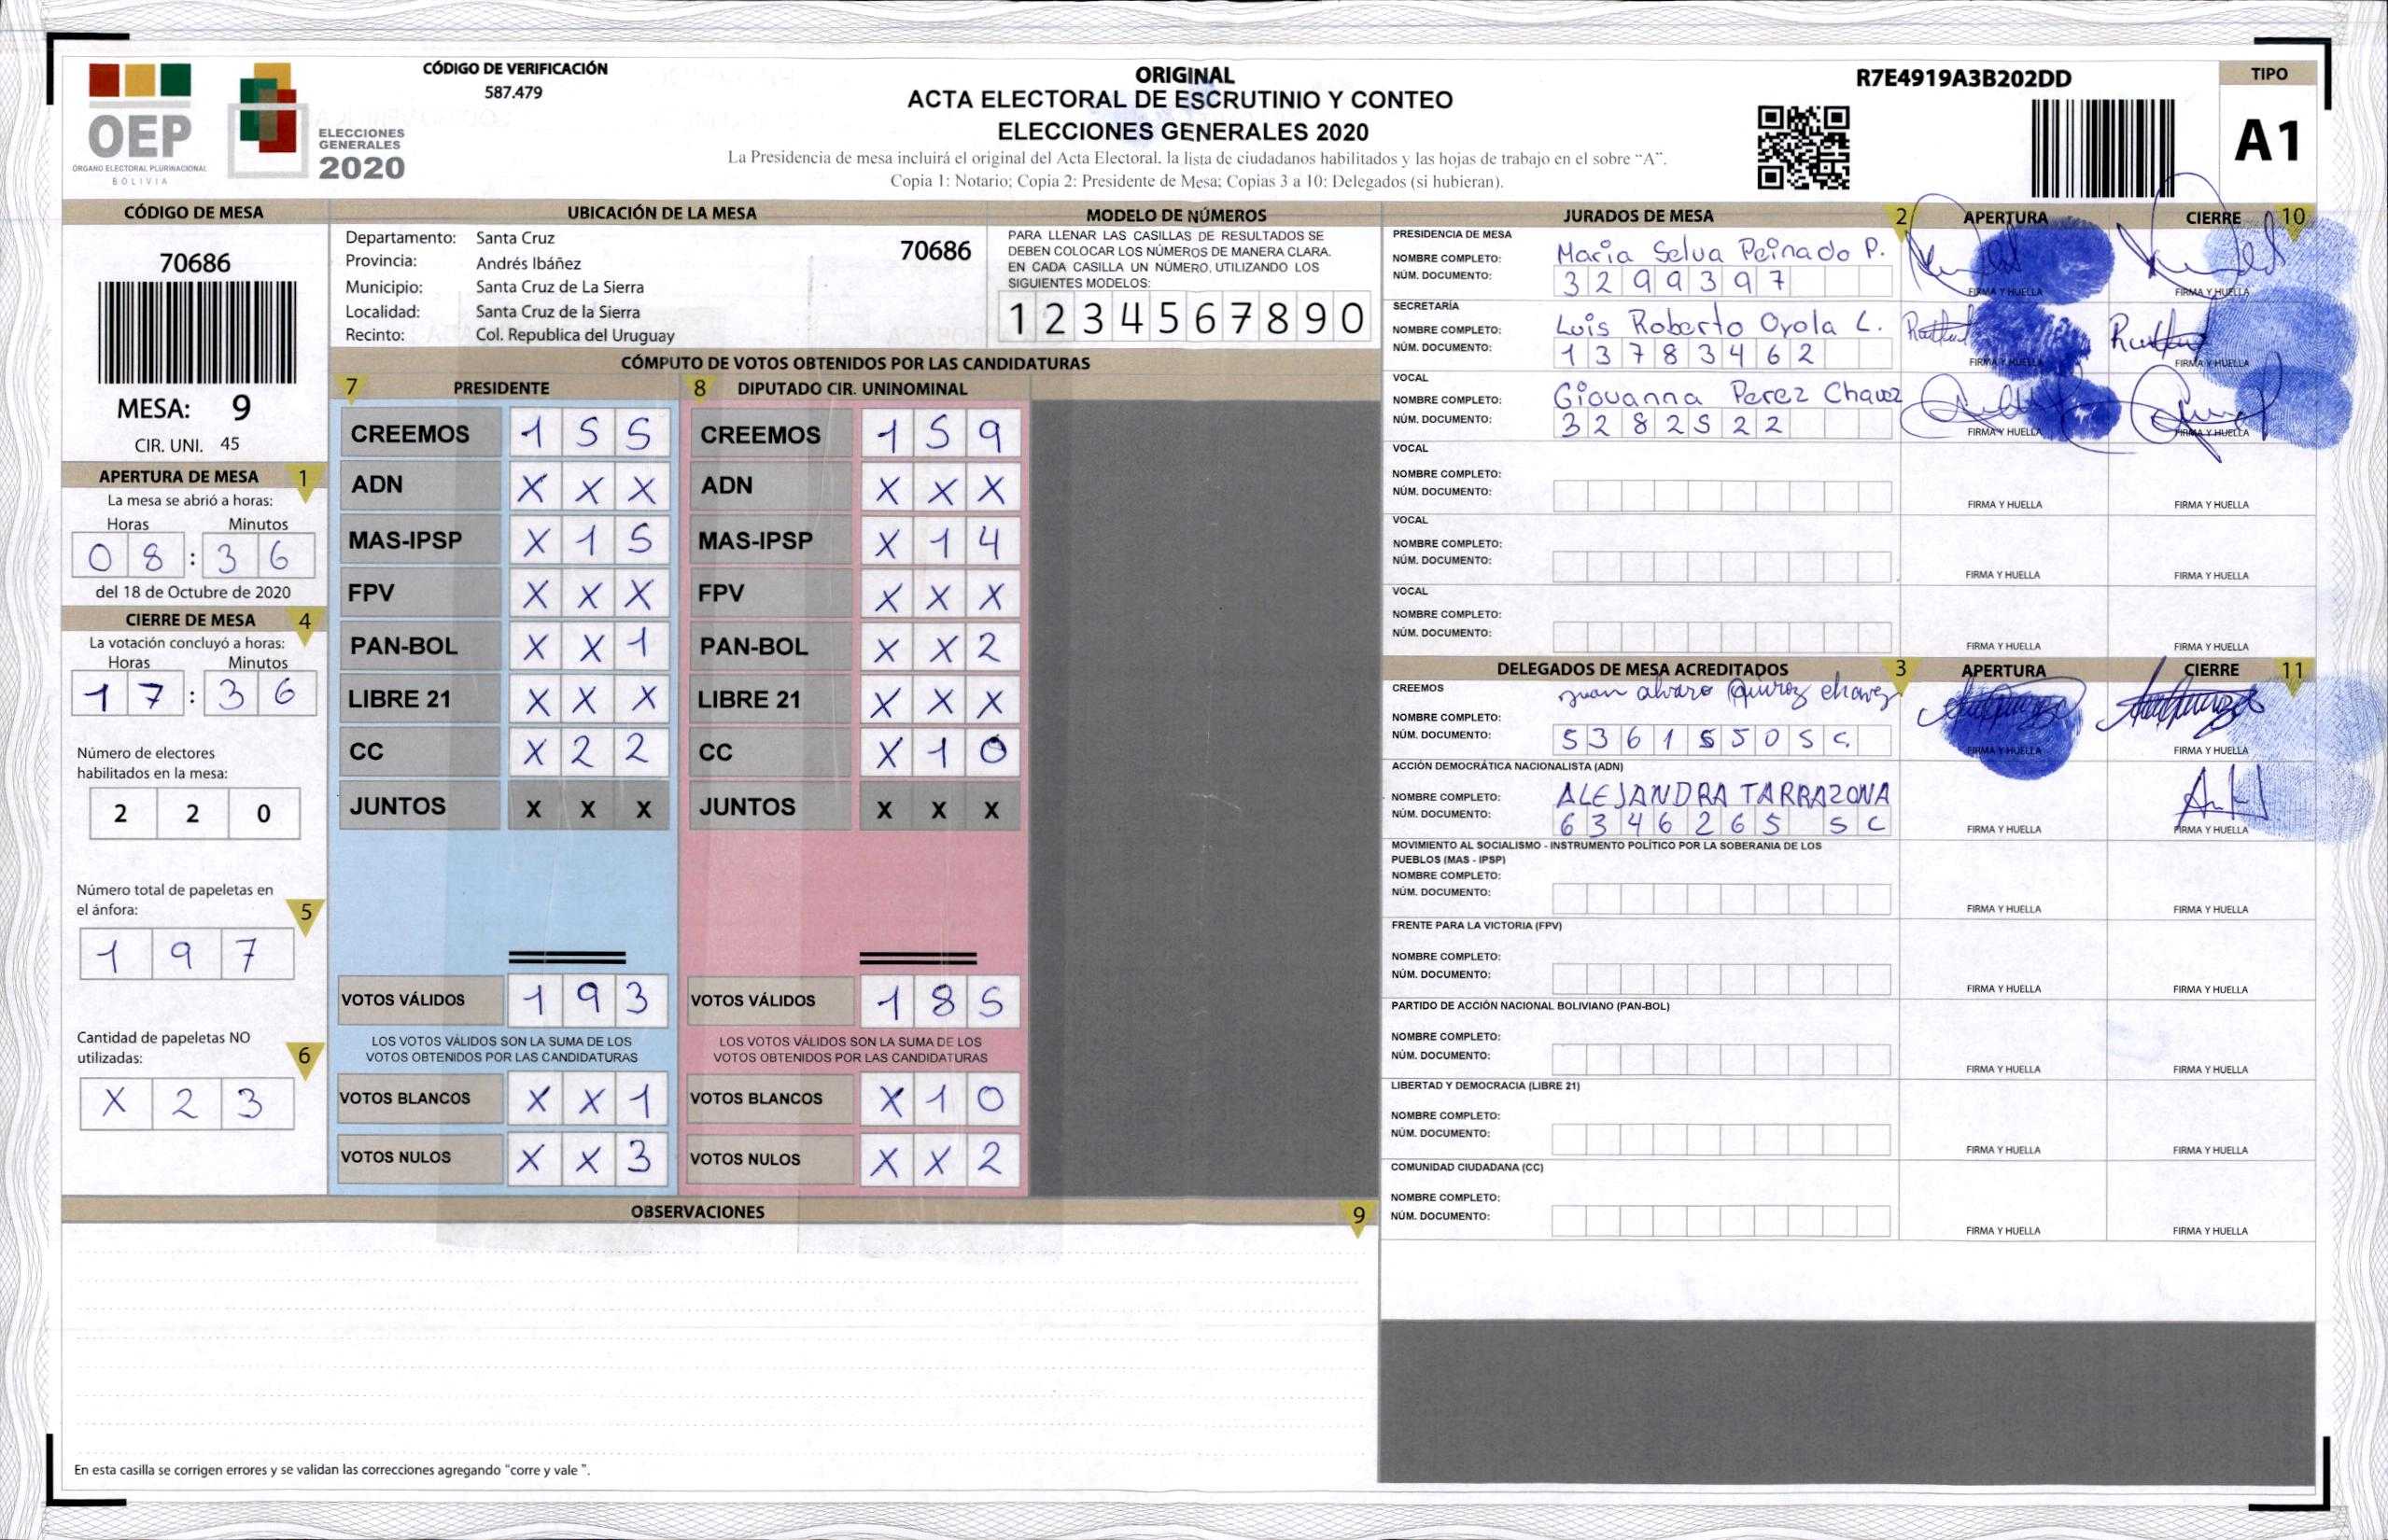 OEP
ÓRGANO ELECTORAL PLURINACIONAL
BOLIVIA
ELECCIONES
GENERALES
2020
CÓDIGO DE VERIFICACIÓN
587.479
ORIGINAL
ACTA ELECTORAL DE ESCRUTINIO Y CONTEO
ELECCIONES GENERALES 2020
La Presidencia de mesa incluirá el original del Acta Electoral. la lista de ciudadanos habilitados y las hojas de trabajo en el sobre "A".
Copia 1: Notario; Copia 2: Presidente de Mesa; Copias 3 a 10: Delegados (si hubieran).
R7E4919A3B202DD
TIPO
A1
CÓDIGO DE MESA
70686
MESA: 9
CIR. UNI. 45
APERTURA DE MESA 1
La mesa se abrió a horas:
Horas Minutos
0 8 : 3 6
del 18 de Octubre de 2020
CIERRE DE MESA 4
La votación concluyó a horas:
Horas Minutos
1 7 : 3 6
Número de electores
habilitados en la mesa:
2 2 0
Número total de papeletas en
el ánfora: 5
1 9 7
Cantidad de papeletas NO
utilizadas: 6
X 2 3
UBICACIÓN DE LA MESA
Departamento: Santa Cruz
70686
Provincia: Andrés Ibáñez
Municipio: Santa Cruz de La Sierra
Localidad: Santa Cruz de la Sierra
Recinto: Col. Republica del Uruguay
MODELO DE NÚMEROS
PARA LLENAR LAS CASILLAS DE RESULTADOS SE
DEBEN COLOCAR LOS NÚMEROS DE MANERA CLARA.
EN CADA CASILLA UN NÚMERO, UTILIZANDO LOS
SIGUIENTES MODELOS:
1 2 3 4 5 6 7 8 9 0
CÓMPUTO DE VOTOS OBTENIDOS POR LAS CANDIDATURAS
7 PRESIDENTE
CREEMOS 1 5 5
ADN X X X
MAS-IPSP X 1 5
FPV X X X
PAN-BOL X X 1
LIBRE 21 X X X
CC X 2 2
JUNTOS X X X
VOTOS VÁLIDOS 1 9 3
LOS VOTOS VÁLIDOS SON LA SUMA DE LOS
VOTOS OBTENIDOS POR LAS CANDIDATURAS
VOTOS BLANCOS X X 1
VOTOS NULOS X X 3
8 DIPUTADO CIR. UNINOMINAL
CREEMOS 1 5 9
ADN X X X
MAS-IPSP X 1 4
FPV X X X
PAN-BOL X X 2
LIBRE 21 X X X
CC X 1 0
JUNTOS X X X
VOTOS VÁLIDOS 1 8 5
LOS VOTOS VÁLIDOS SON LA SUMA DE LOS
VOTOS OBTENIDOS POR LAS CANDIDATURAS
VOTOS BLANCOS X 1 0
VOTOS NULOS X X 2
OBSERVACIONES 9
En esta casilla se corrigen errores y se validan las correcciones agregando "corre y vale ".
JURADOS DE MESA 2 APERTURA CIERRE 10
PRESIDENCIA DE MESA
NOMBRE COMPLETO: Maria Selva Peinado P.
NÚM. DOCUMENTO: 3 2 9 9 3 9 7
FIRMA Y HUELLA FIRMA Y HUELLA
SECRETARÍA
NOMBRE COMPLETO: Luis Roberto Oyola L.
NÚM. DOCUMENTO: 1 3 7 8 3 4 6 2
FIRMA Y HUELLA FIRMA Y HUELLA
VOCAL
NOMBRE COMPLETO: Giovanna Perez Chavez
NÚM. DOCUMENTO: 3 2 8 2 5 2 2
FIRMA Y HUELLA FIRMA Y HUELLA
VOCAL
NOMBRE COMPLETO:
NÚM. DOCUMENTO:
FIRMA Y HUELLA FIRMA Y HUELLA
VOCAL
NOMBRE COMPLETO:
NÚM. DOCUMENTO:
FIRMA Y HUELLA FIRMA Y HUELLA
VOCAL
NOMBRE COMPLETO:
NÚM. DOCUMENTO:
FIRMA Y HUELLA FIRMA Y HUELLA
DELEGADOS DE MESA ACREDITADOS 3 APERTURA CIERRE 11
CREEMOS
NOMBRE COMPLETO: Juan alvaro Quiroz chavez
NÚM. DOCUMENTO: 5 3 6 1 5 5 0 S C
FIRMA Y HUELLA FIRMA Y HUELLA
ACCIÓN DEMOCRÁTICA NACIONALISTA (ADN)
NOMBRE COMPLETO: ALEJANDRA TARRAZONA
NÚM. DOCUMENTO: 6 3 4 6 2 6 5 S C
FIRMA Y HUELLA FIRMA Y HUELLA
MOVIMIENTO AL SOCIALISMO - INSTRUMENTO POLÍTICO POR LA SOBERANIA DE LOS
PUEBLOS (MAS - IPSP)
NOMBRE COMPLETO:
NÚM. DOCUMENTO:
FIRMA Y HUELLA FIRMA Y HUELLA
FRENTE PARA LA VICTORIA (FPV)
NOMBRE COMPLETO:
NÚM. DOCUMENTO:
FIRMA Y HUELLA FIRMA Y HUELLA
PARTIDO DE ACCIÓN NACIONAL BOLIVIANO (PAN-BOL)
NOMBRE COMPLETO:
NÚM. DOCUMENTO:
FIRMA Y HUELLA FIRMA Y HUELLA
LIBERTAD Y DEMOCRACIA (LIBRE 21)
NOMBRE COMPLETO:
NÚM. DOCUMENTO:
FIRMA Y HUELLA FIRMA Y HUELLA
COMUNIDAD CIUDADANA (CC)
NOMBRE COMPLETO:
NÚM. DOCUMENTO:
FIRMA Y HUELLA FIRMA Y HUELLA